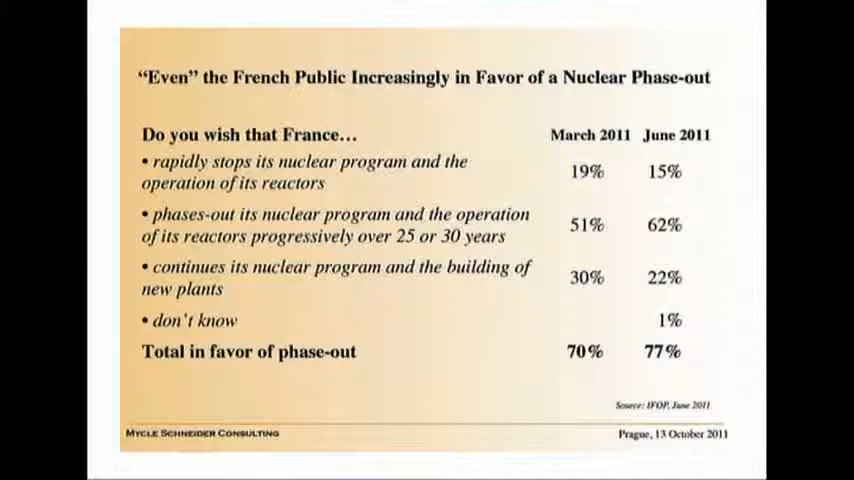 “Even” the French Public Increasingly in Favor of a Nuclear Phase-out
Do you wish that France… March 2011 June 2011
• rapidly stops its nuclear program and the
operation of its reactors 19% 15%
• phases-out its nuclear program and the operation
of its reactors progressively over 25 or 30 years 51% 62%
• continues its nuclear program and the building of
new plants 30% 22%
• don’t know 1%
Total in favor of phase-out 70% 77%
Source: IFOP, June 2011
Mycle Schneider Consulting Prague, 13 October 2011